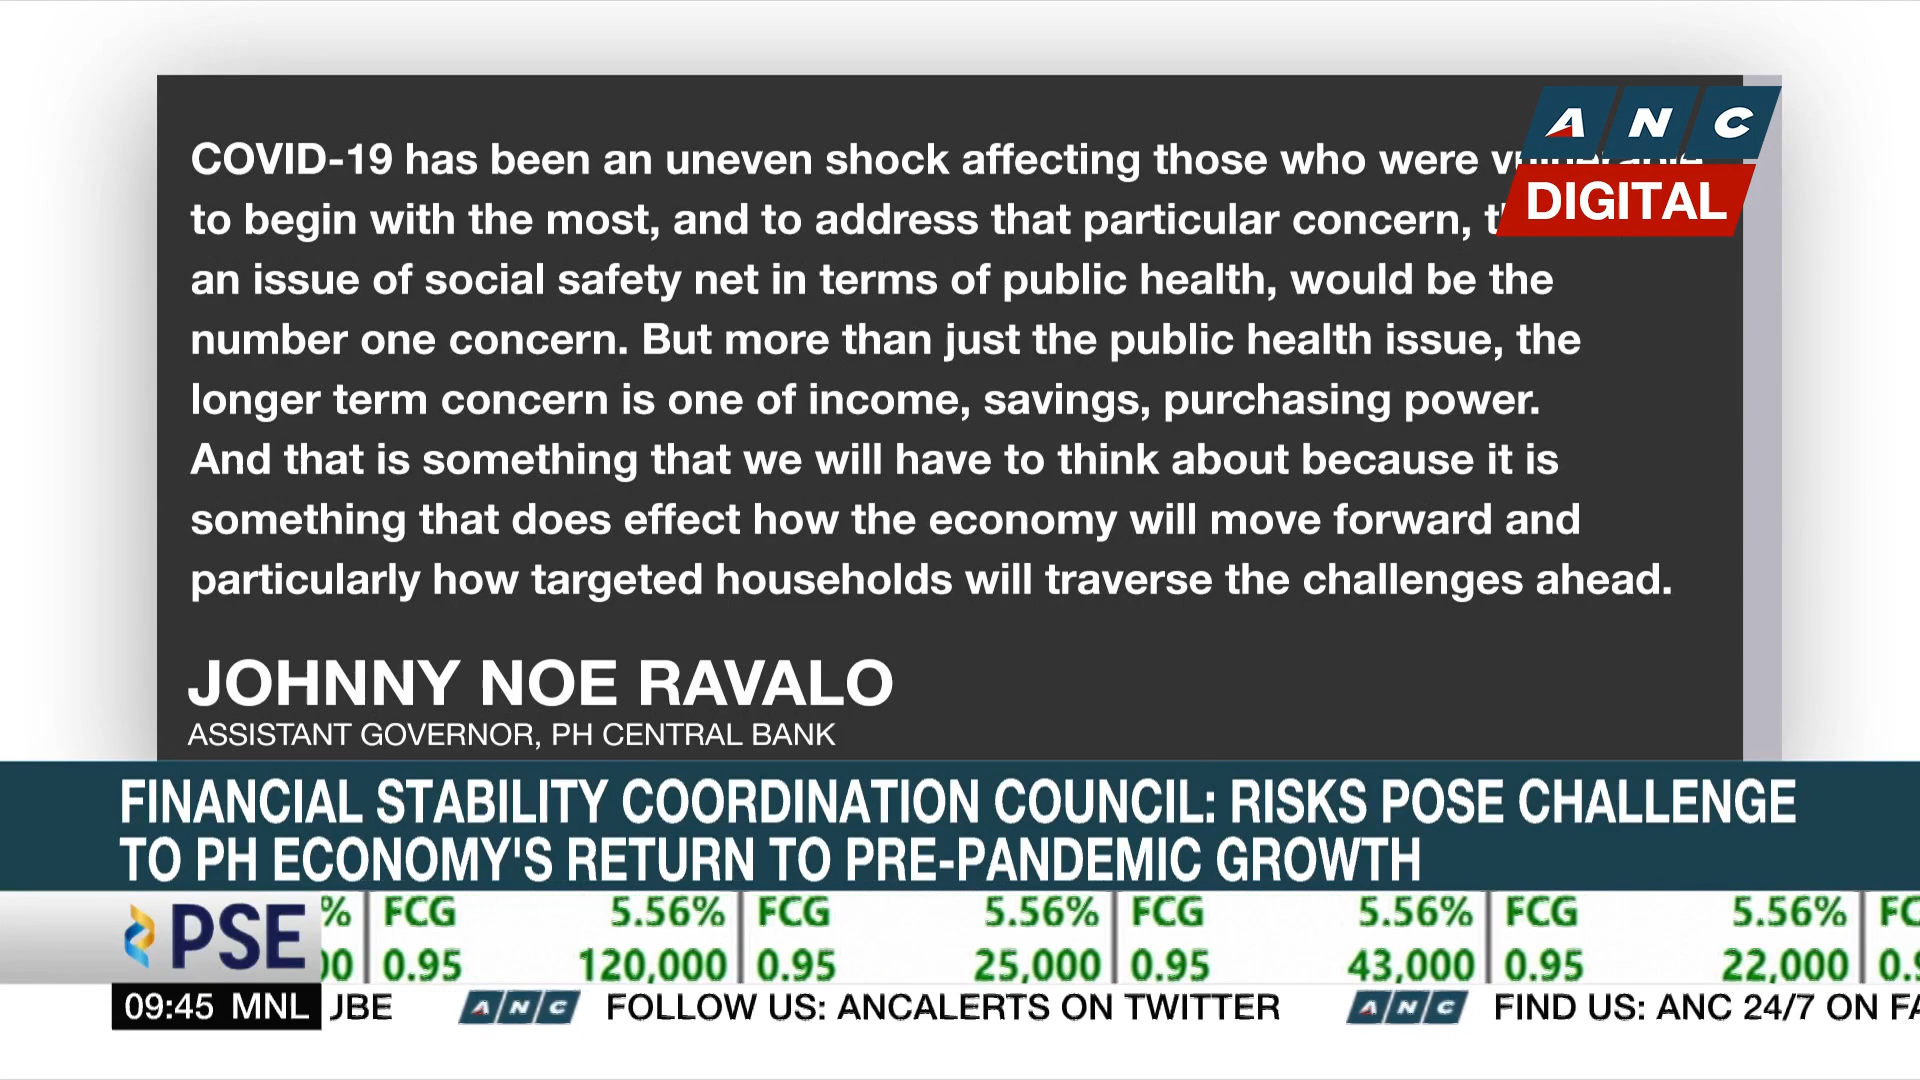 A N C
DIGITAL
COVID-19 has been an uneven shock affecting those who were vulnerable
to begin with the most, and to address that particular concern,
an issue of social safety net in terms of public health, would be the
number one concern. But more than just the public health issue, the
longer term concern is one of income, savings, purchasing power.
And that is something that we will have to think about because it is
something that does effect how the economy will move forward and
particularly how targeted households will traverse the challenges ahead.
JOHNNY NOE RAVALO
ASSISTANT GOVERNOR, PH CENTRAL BANK
FINANCIAL STABILITY COORDINATION COUNCIL: RISKS POSE CHALLENGE
TO PH ECONOMY'S RETURN TO PRE-PANDEMIC GROWTH
PSE % FCG 5.56% FCG 5.56% FCG 5.56% FCG 5.56%
0.95 120,000 0.95 25,000 0.95 43,000 0.95 22,000
09:45 MNL UBE ANC FOLLOW US: ANCALERTS ON TWITTER ANC FIND US: ANC 24/7 ON